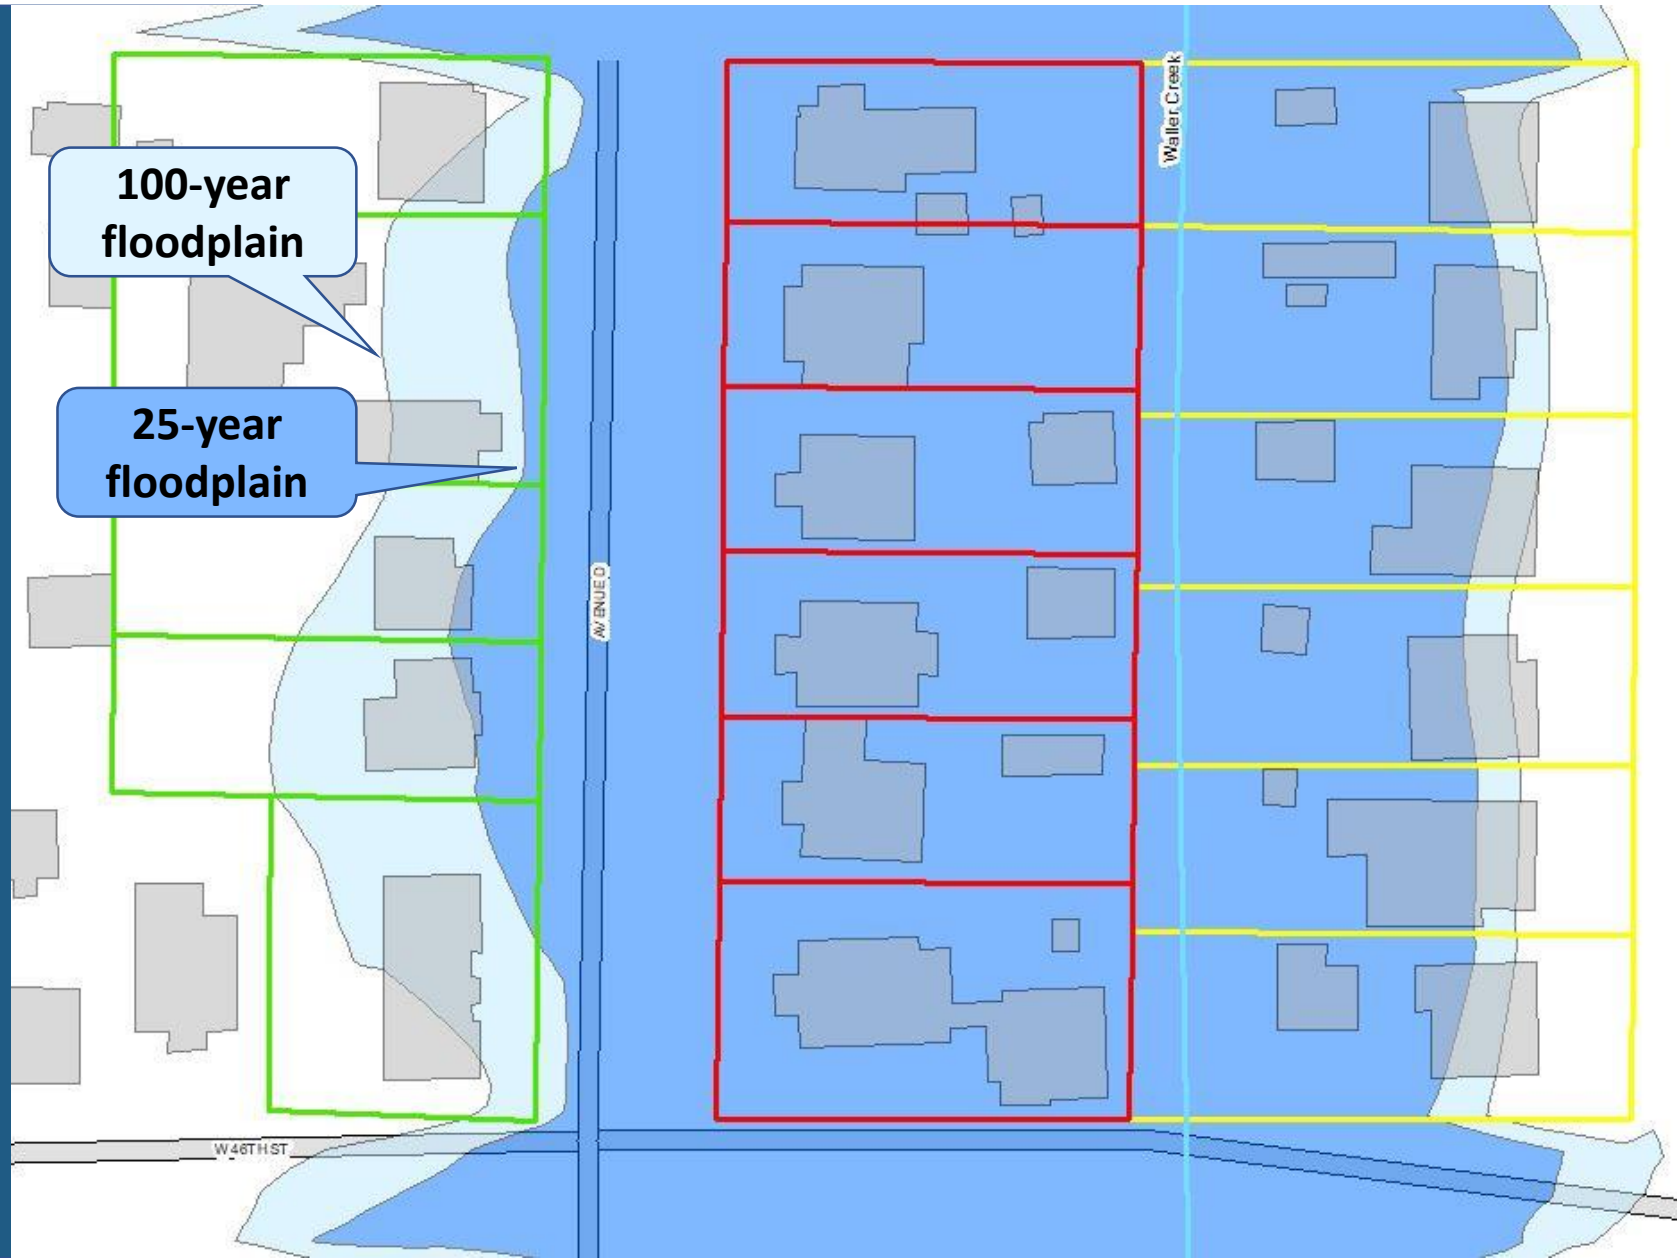 Waller Creek
100-year
floodplain
25-year
floodplain
AVENUE D
W 46TH ST